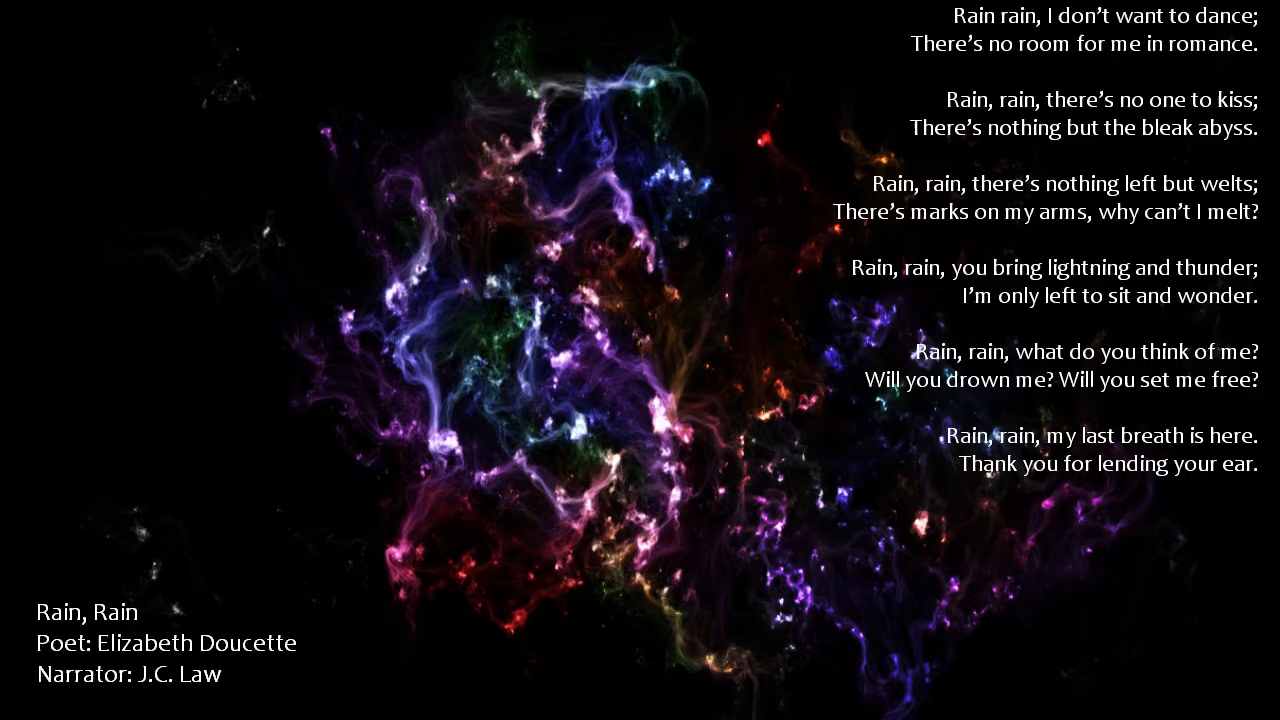 Rain rain, I don’t want to dance;
There’s no room for me in romance.
Rain, rain, there’s no one to kiss;
There’s nothing but the bleak abyss.
Rain, rain, there’s nothing left but welts;
There’s marks on my arms, why can’t I melt?
Rain, rain, you bring lightning and thunder;
I’m only left to sit and wonder.
Rain, rain, what do you think of me?
Will you drown me? Will you set me free?
Rain, rain, my last breath is here.
Thank you for lending your ear.
Rain, Rain
Poet: Elizabeth Doucette
Narrator: J.C. Law